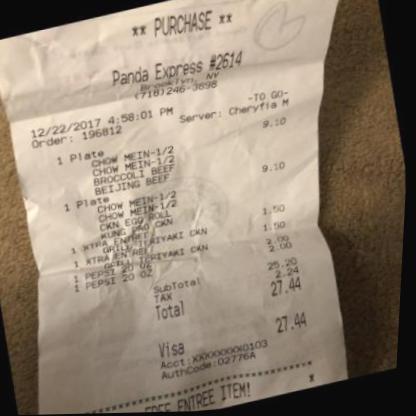 ** PURCHASE **
Panda Express #2614
Brooklyn, NY
(718)246-3898
-TO GO-
12/22/2017 4:58:01 PM
Order: 196812 Server: Cheryfia M
1 Plate 9.10
CHOW MEIN-1/2
CHOW MEIN-1/2
BROCCOLI BEEF
BEIJING BEEF
1 Plate 9.10
CHOW MEIN-1/2
CHOW MEIN-1/2
CKN EGG ROLL
KUNG PAO CKN
1 XTRA ENTREE 1.50
GRILL TERIYAKI CKN
1 XTRA ENTREE 1.50
GRILL TERIYAKI CKN
1 PEPSI 20 OZ 2.00
1 PEPSI 20 OZ 2.00
SubTotal 25.20
TAX 2.24
Total 27.44
Visa 27.44
Acct:XXXXXXXX0103
AuthCode:02776A
FREE ENTREE ITEM!